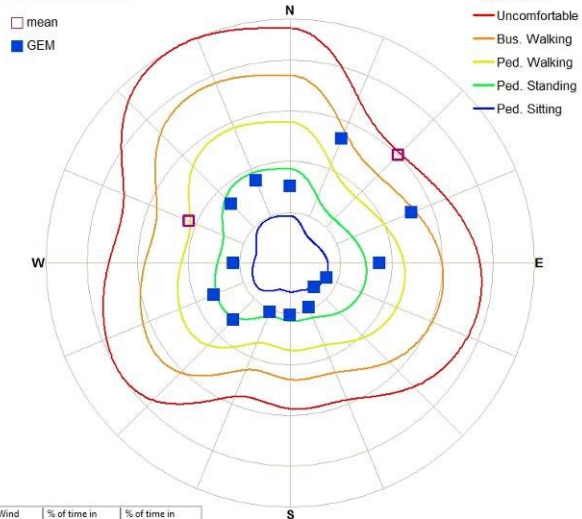 N
mean
GEM
Uncomfortable
Bus. Walking
Ped. Walking
Ped. Standing
Ped. Sitting
W
E
S
Wind
% of time in
% of time in